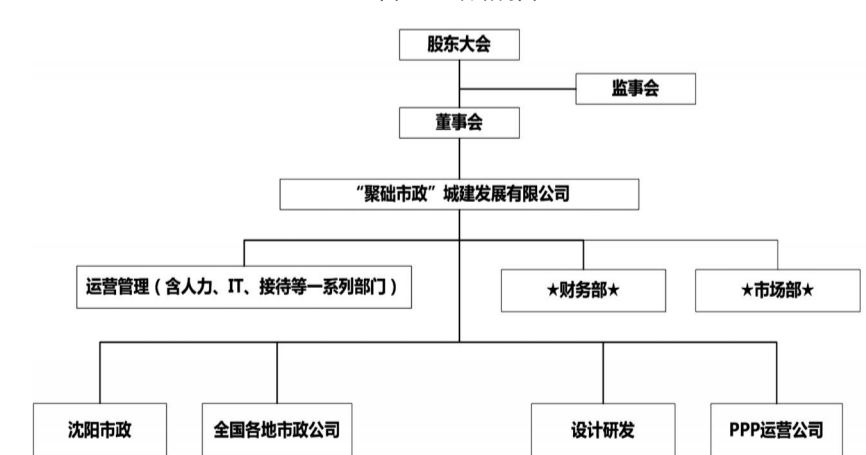 股东大会
监事会
董事会
“聚础市政”城建发展有限公司
运营管理（含人力、IT、接待等一系列部门）
★财务部★
★市场部★
沈阳市政
全国各地市政公司
设计研发
PPP运营公司